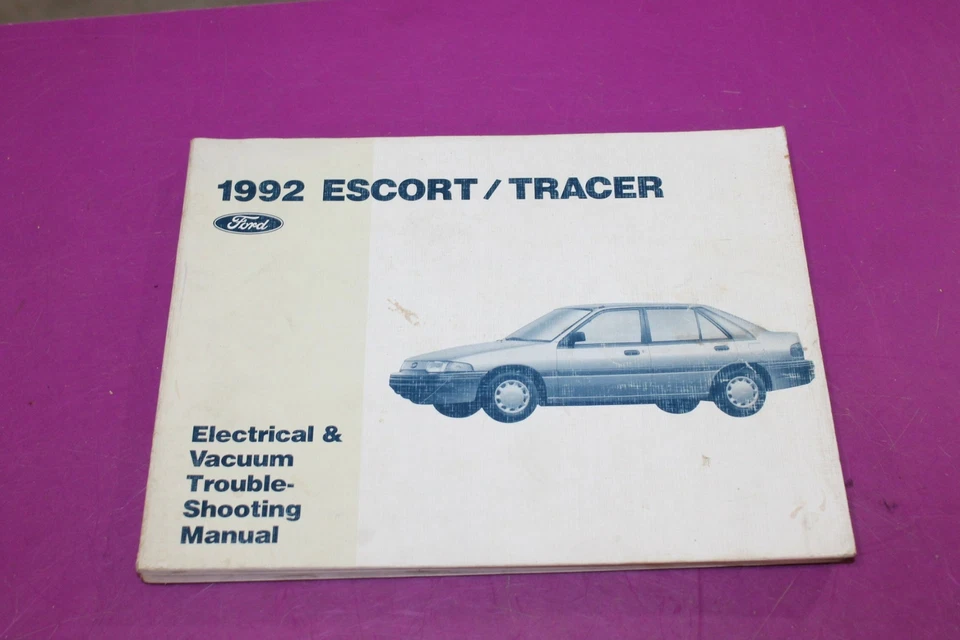 1992 ESCORT / TRACER
Ford
Electrical &
Vacuum
Trouble-
Shooting
Manual